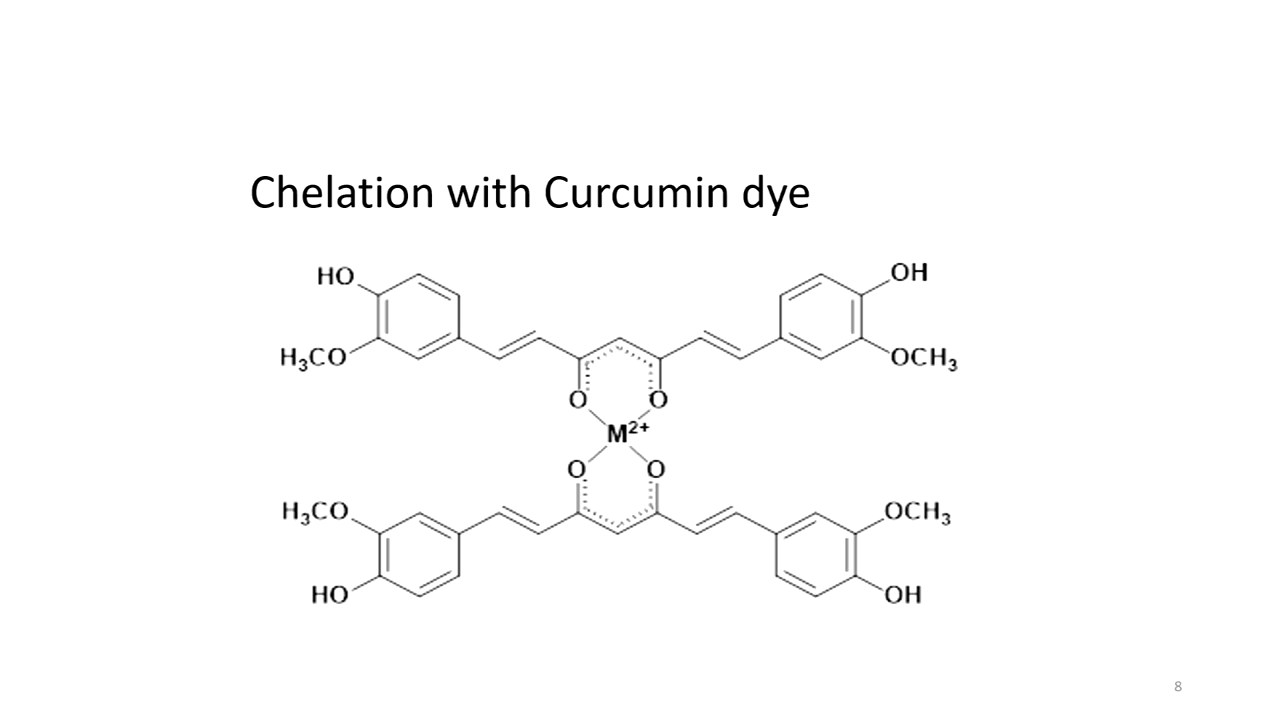 Chelation with Curcumin dye
HO
OH
H₃CO
OCH₃
O
O
M²⁺
O
O
H₃CO
OCH₃
HO
OH
8